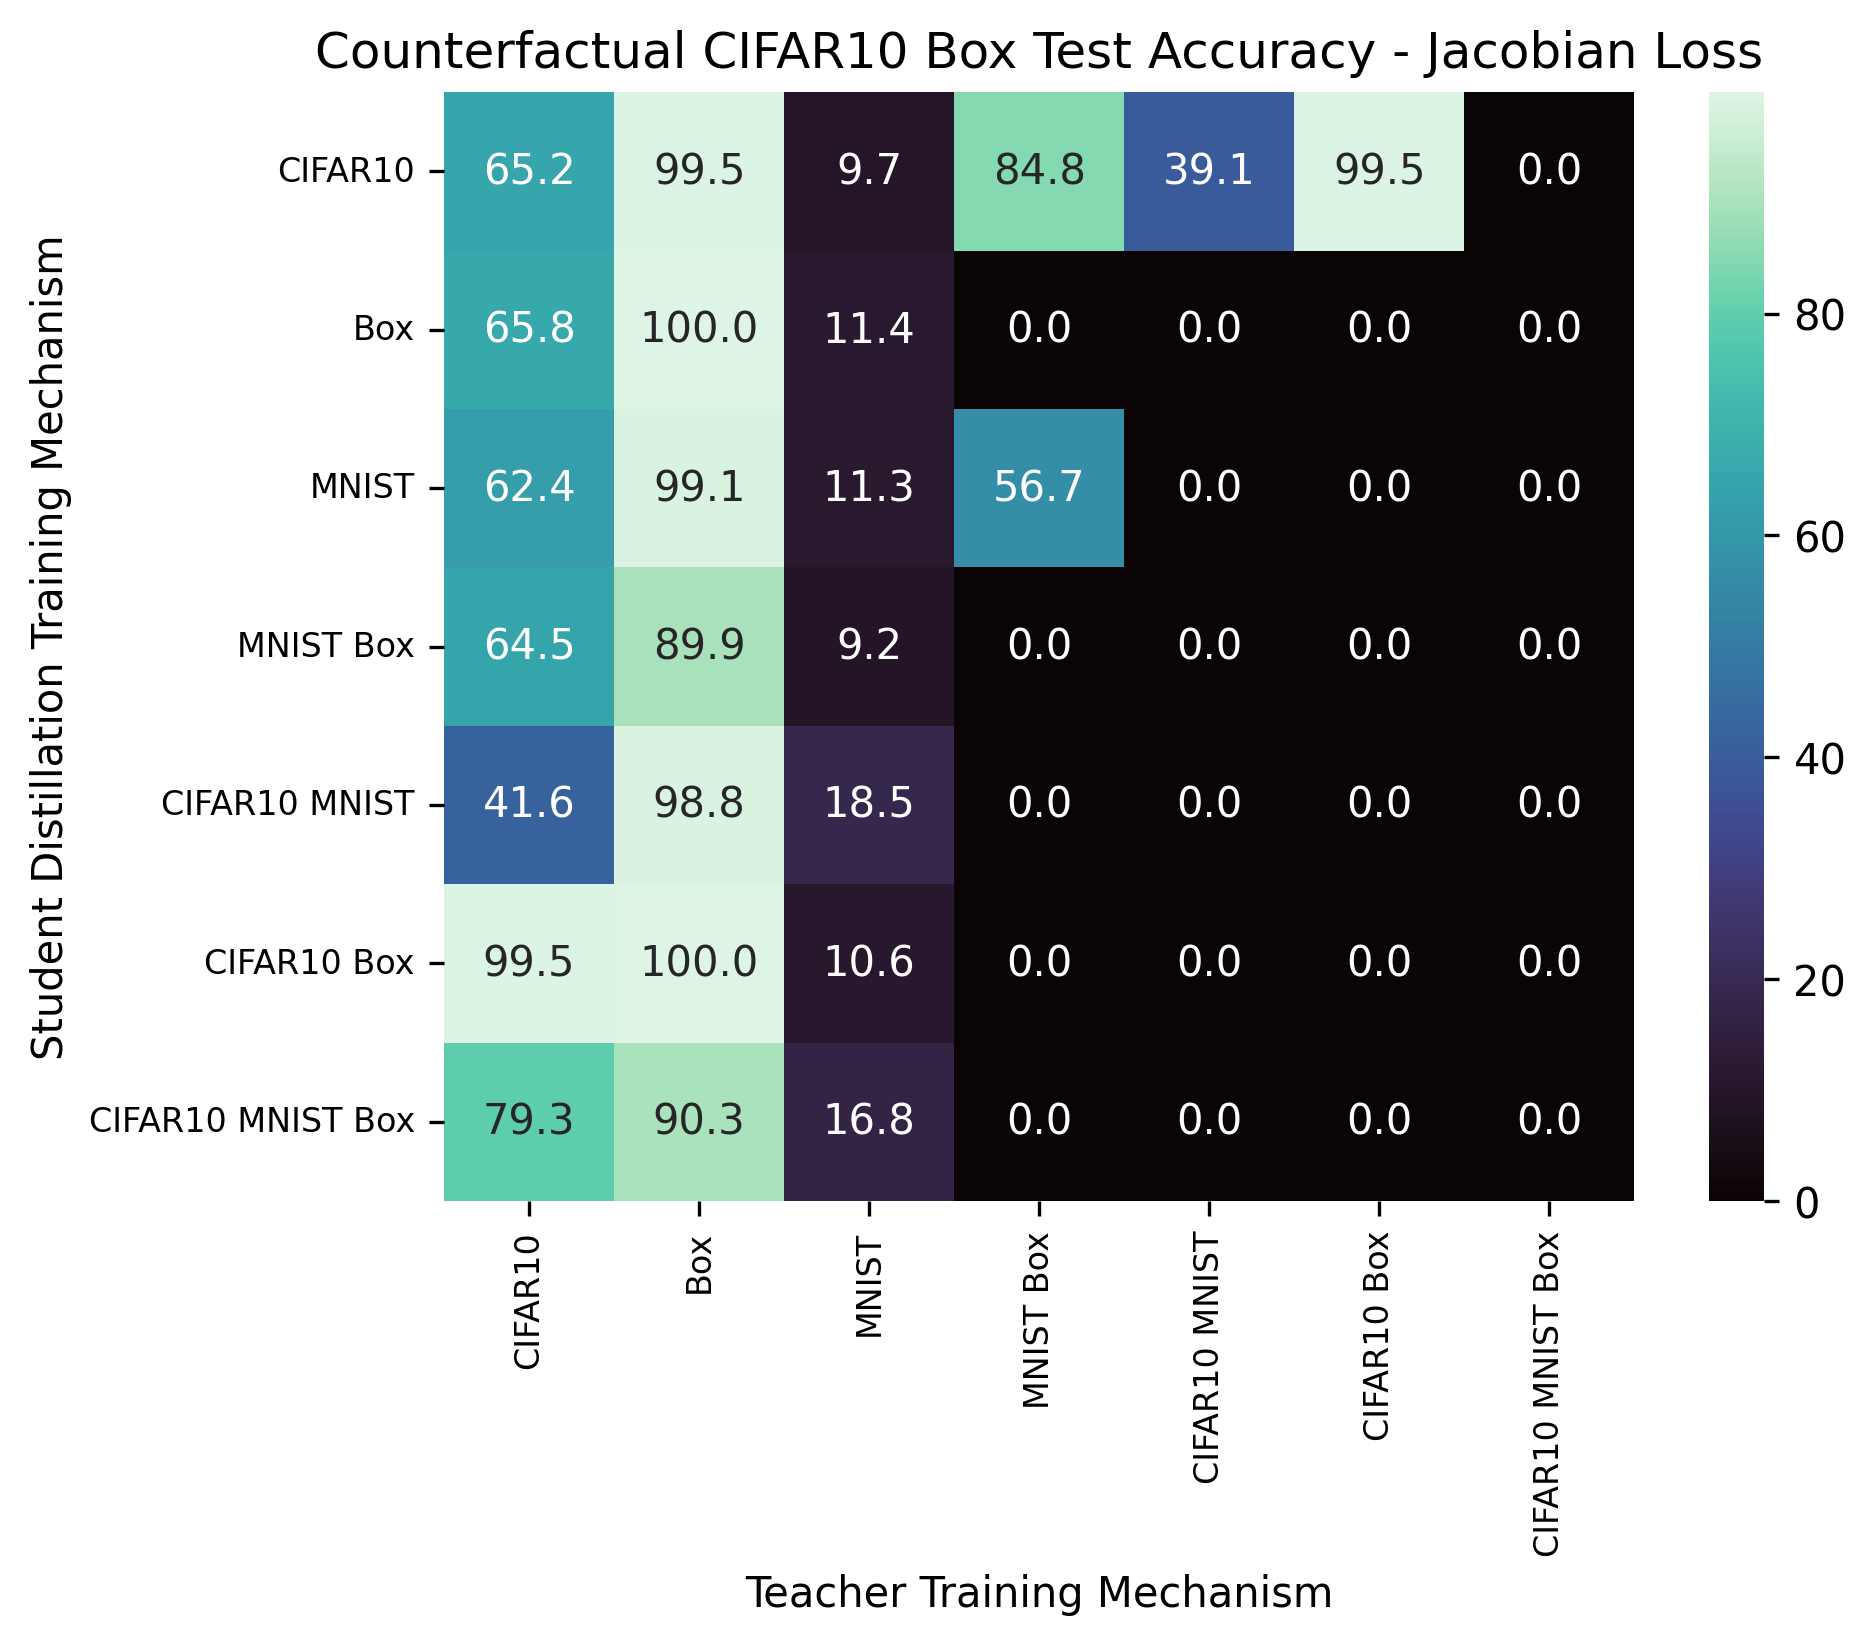 Counterfactual CIFAR10 Box Test Accuracy - Jacobian Loss
Student Distillation Training Mechanism
CIFAR10 65.2 99.5 9.7 84.8 39.1 99.5 0.0
Box 65.8 100.0 11.4 0.0 0.0 0.0 0.0
MNIST 62.4 99.1 11.3 56.7 0.0 0.0 0.0
MNIST Box 64.5 89.9 9.2 0.0 0.0 0.0 0.0
CIFAR10 MNIST 41.6 98.8 18.5 0.0 0.0 0.0 0.0
CIFAR10 Box 99.5 100.0 10.6 0.0 0.0 0.0 0.0
CIFAR10 MNIST Box 79.3 90.3 16.8 0.0 0.0 0.0 0.0
CIFAR10
Box
MNIST
MNIST Box
CIFAR10 MNIST
CIFAR10 Box
CIFAR10 MNIST Box
Teacher Training Mechanism
80
60
40
20
0